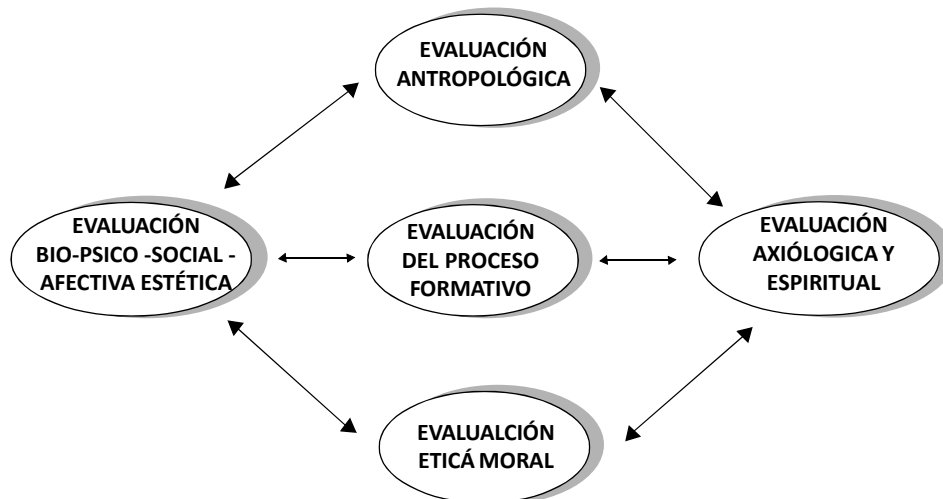 EVALUACIÓN
ANTROPOLÓGICA
EVALUACIÓN
BIO-PSICO -SOCIAL -
AFECTIVA ESTÉTICA
EVALUACIÓN
DEL PROCESO
FORMATIVO
EVALUACIÓN
AXIÓLOGICA Y
ESPIRITUAL
EVALUALCIÓN
ETICÁ MORAL